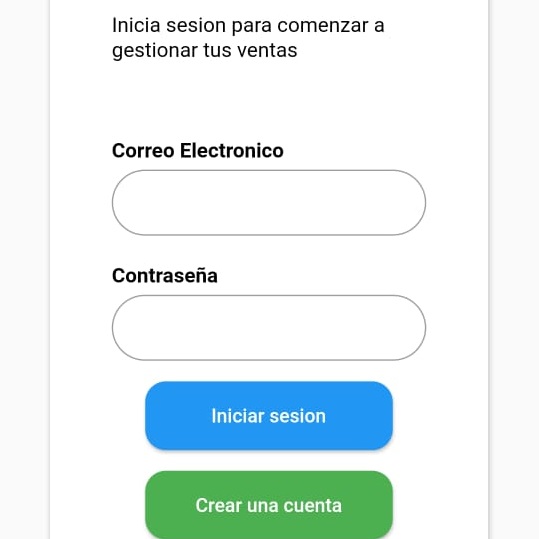 Inicia sesion para comenzar a
gestionar tus ventas
Correo Electronico
Contraseña
Iniciar sesion
Crear una cuenta